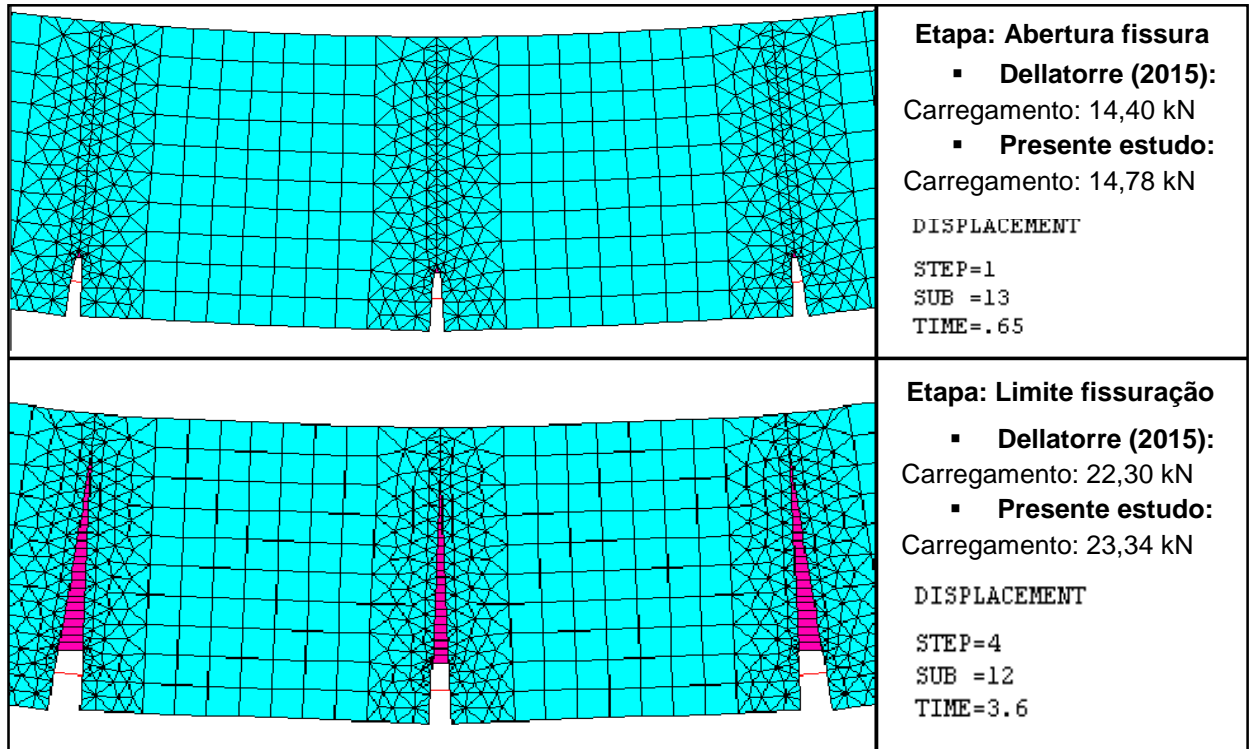 Etapa: Abertura fissura
▪ Dellatorre (2015):
Carregamento: 14,40 kN
▪ Presente estudo:
Carregamento: 14,78 kN
DISPLACEMENT
STEP=1
SUB =13
TIME=.65
Etapa: Limite fissuração
▪ Dellatorre (2015):
Carregamento: 22,30 kN
▪ Presente estudo:
Carregamento: 23,34 kN
DISPLACEMENT
STEP=4
SUB =12
TIME=3.6